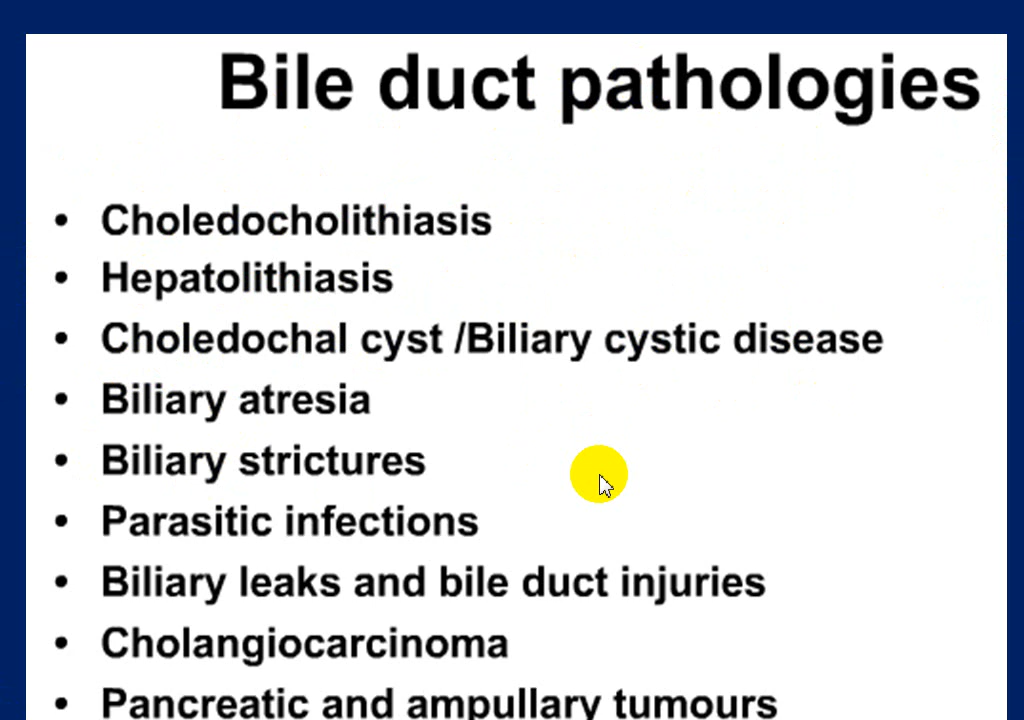 Bile duct pathologies
• Choledocholithiasis
• Hepatolithiasis
• Choledochal cyst /Biliary cystic disease
• Biliary atresia
• Biliary strictures
• Parasitic infections
• Biliary leaks and bile duct injuries
• Cholangiocarcinoma
• Pancreatic and ampullary tumours